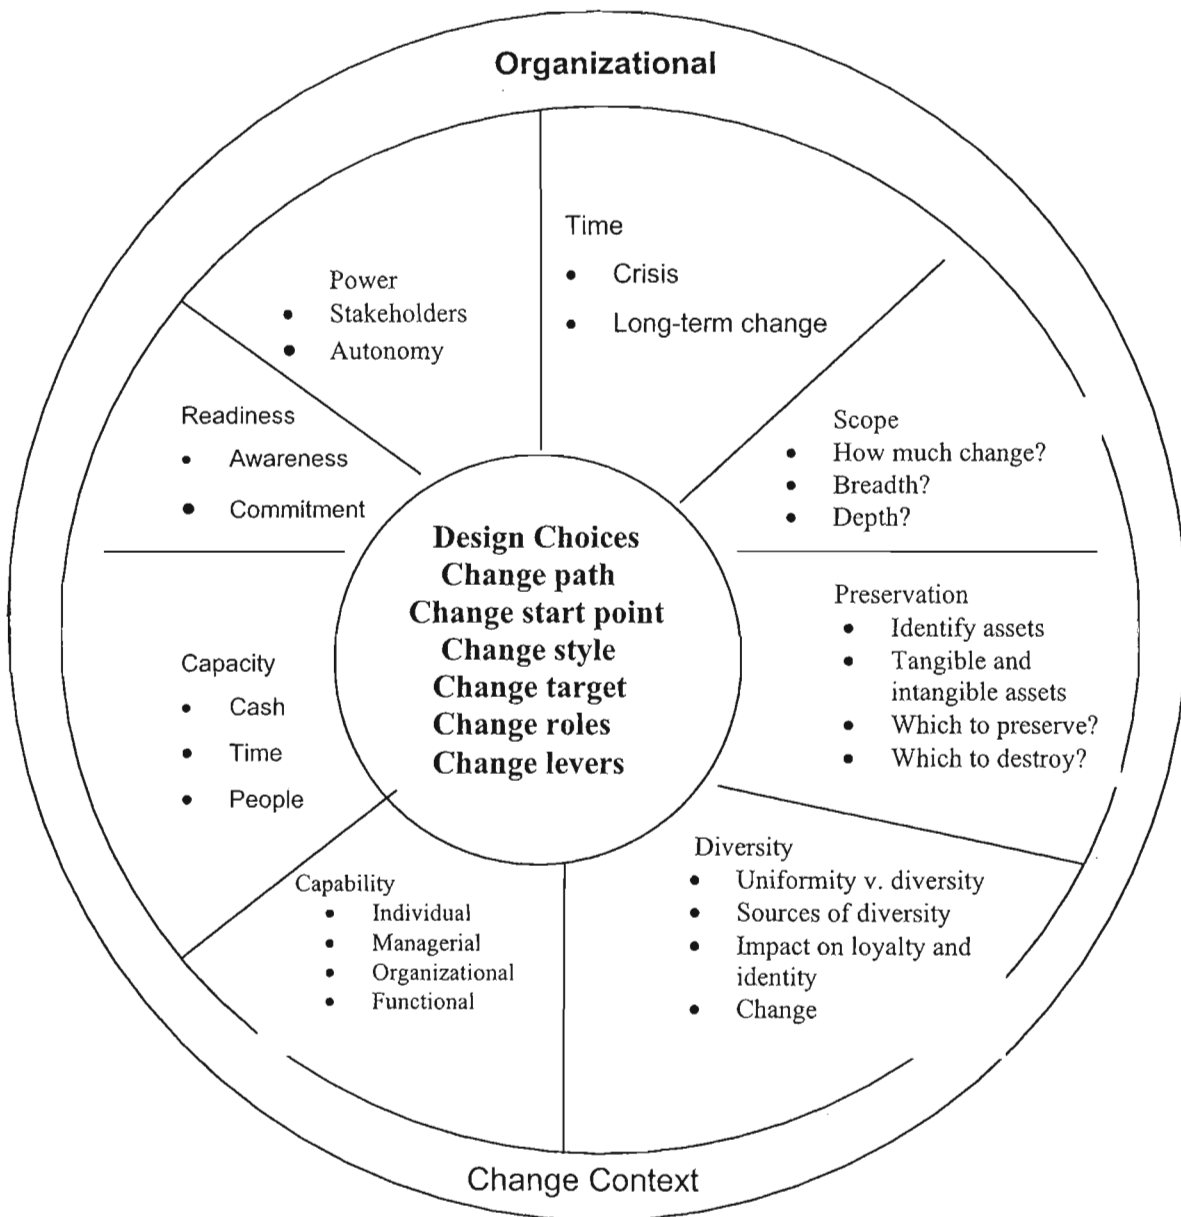 Organizational
Time
• Crisis
• Long-term change
Scope
• How much change?
• Breadth?
• Depth?
Preservation
• Identify assets
• Tangible and
intangible assets
• Which to preserve?
• Which to destroy?
Diversity
• Uniformity v. diversity
• Sources of diversity
• Impact on loyalty and
identity
• Change
Capability
• Individual
• Managerial
• Organizational
• Functional
Capacity
• Cash
• Time
• People
Readiness
• Awareness
• Commitment
Power
• Stakeholders
• Autonomy
Design Choices
Change path
Change start point
Change style
Change target
Change roles
Change levers
Change Context